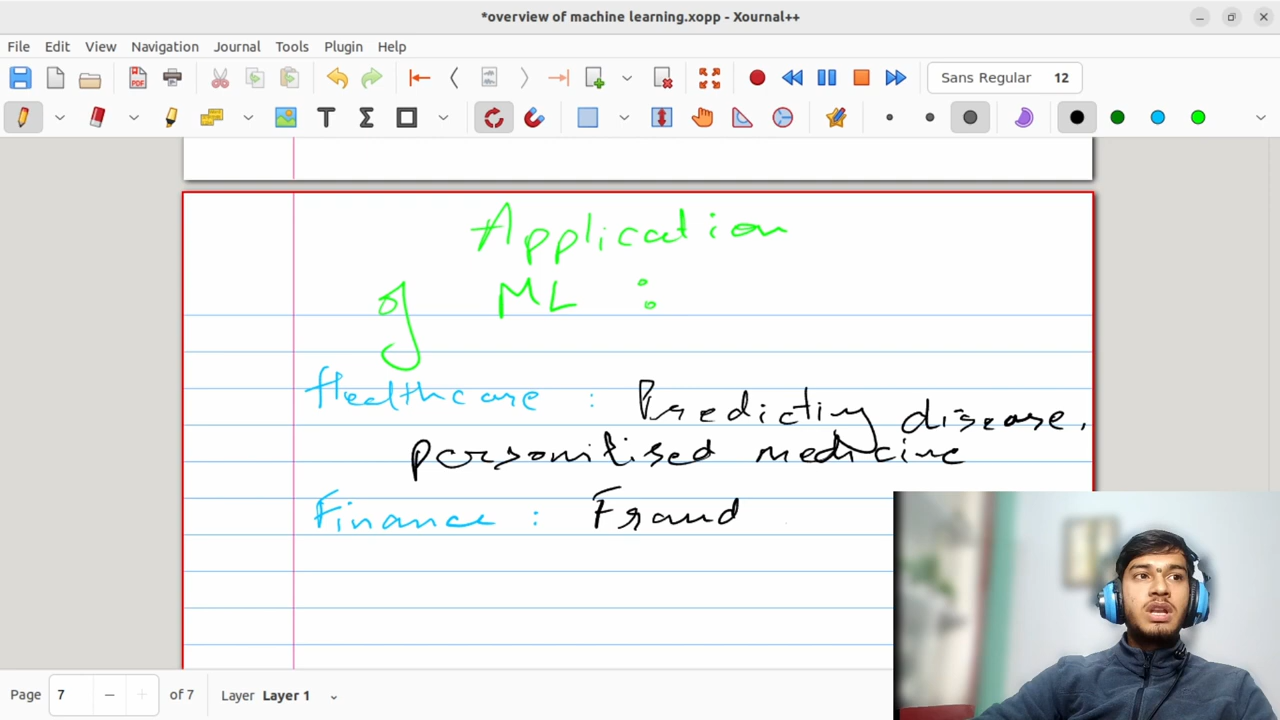 *overview of machine learning.xopp - Xournal++
File Edit View Navigation Journal Tools Plugin Help
Sans Regular 12
Application
of ML :
Healthcare : Predicting disease,
personilised medicine
Finance : Fraud
Page 7 of 7 Layer Layer 1